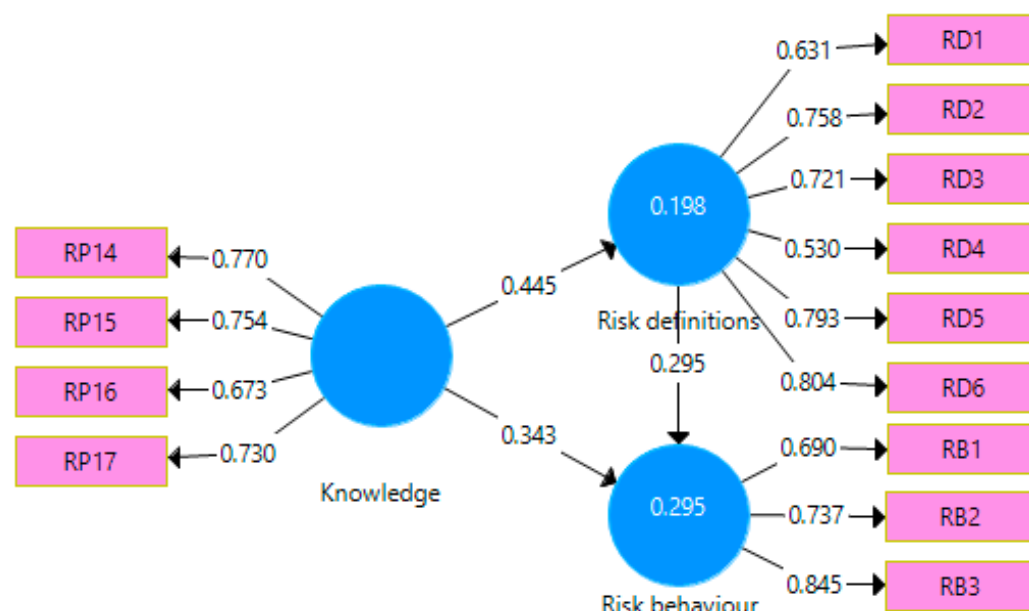 RD1
0.631
RD2
0.758
RD3
0.721
0.198
RP14
0.770
RD4
0.530
0.445
RP15
0.754
Risk definitions
0.793
RD5
0.295
RP16
0.673
0.804
RD6
0.343
RP17
0.730
0.690
RB1
Knowledge
0.295
0.737
RB2
0.845
RB3
Risk behaviour